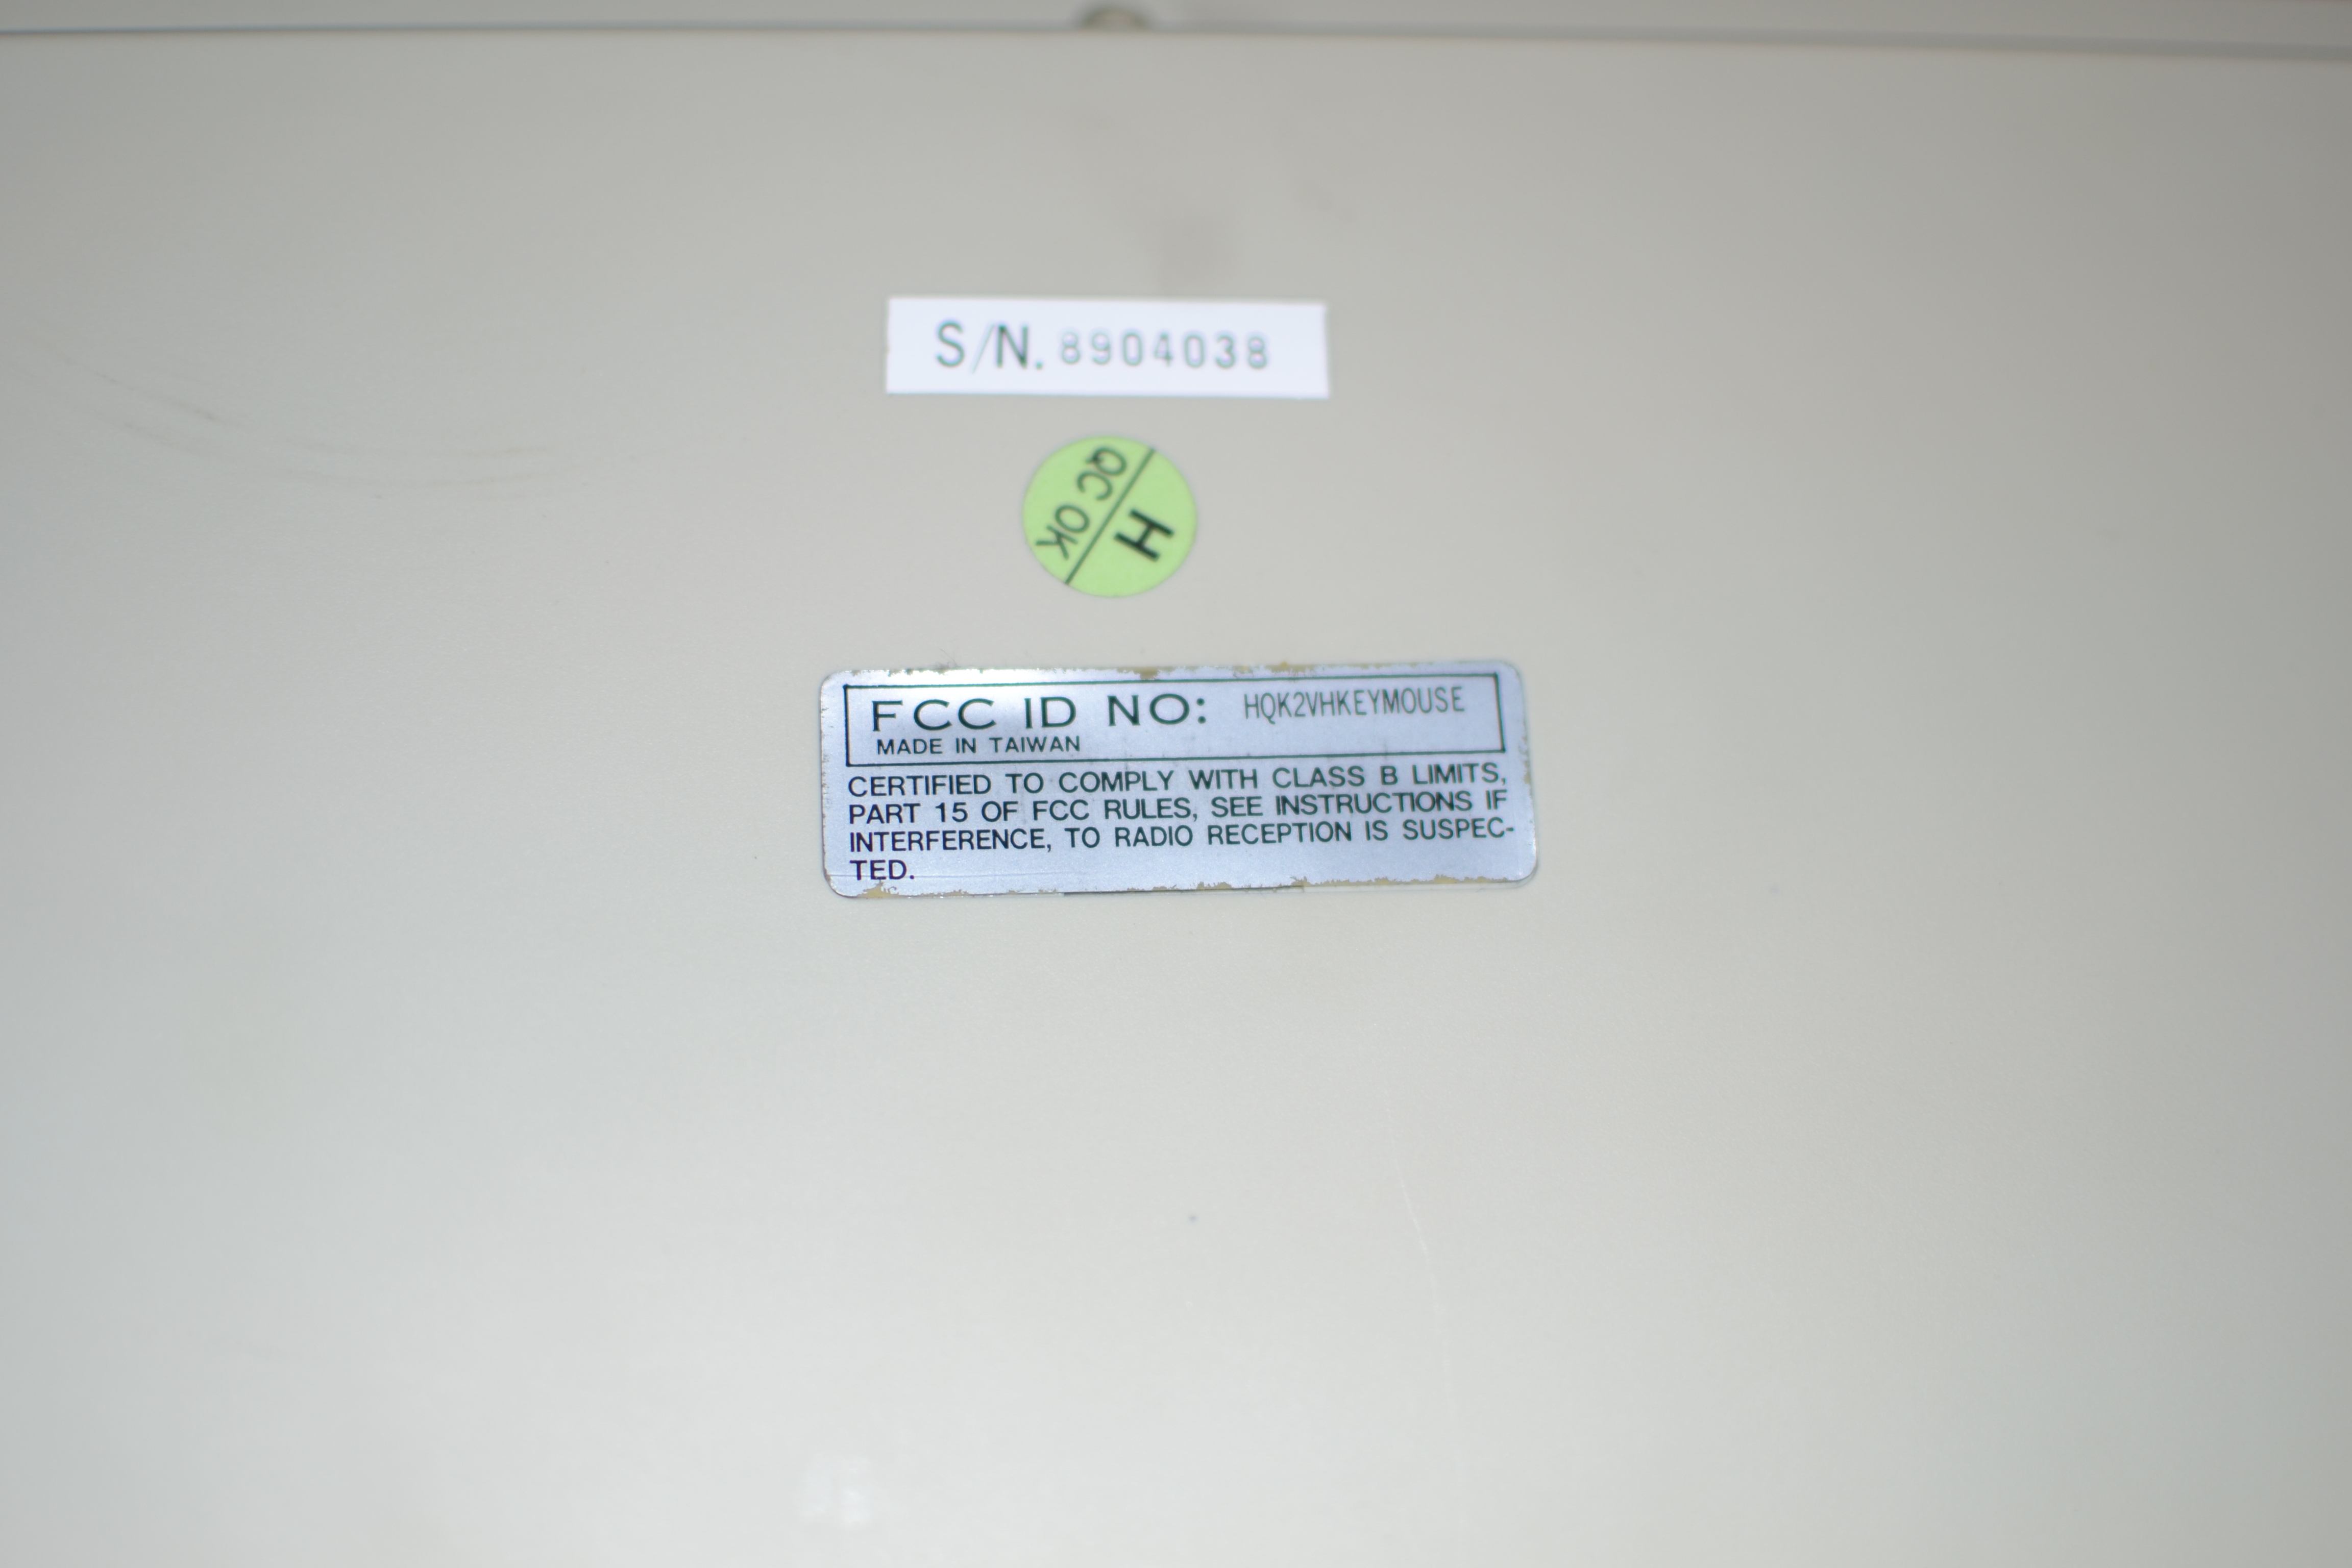 S/N. 8904038
H
QC OK
FCC ID NO: HQK2VHKEYMOUSE
MADE IN TAIWAN
CERTIFIED TO COMPLY WITH CLASS B LIMITS,
PART 15 OF FCC RULES, SEE INSTRUCTIONS IF
INTERFERENCE, TO RADIO RECEPTION IS SUSPEC-
TED.